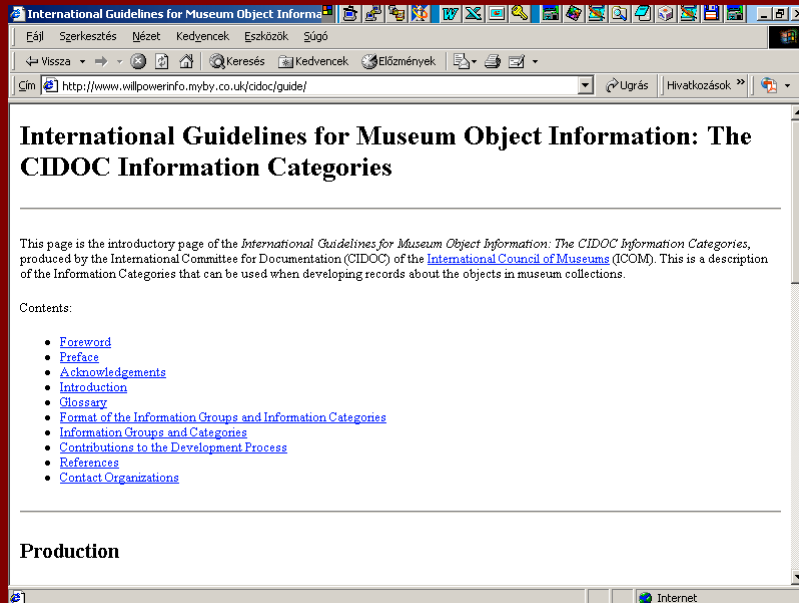 International Guidelines for Museum Object Informa
Fájl Szerkesztés Nézet Kedvencek Eszközök Súgó
Vissza Keresés Kedvencek Előzmények
Cím http://www.willpowerinfo.myby.co.uk/cidoc/guide/ Ugrás Hivatkozások »
International Guidelines for Museum Object Information: The
CIDOC Information Categories
This page is the introductory page of the International Guidelines for Museum Object Information: The CIDOC Information Categories,
produced by the International Committee for Documentation (CIDOC) of the International Council of Museums (ICOM). This is a description
of the Information Categories that can be used when developing records about the objects in museum collections.
Contents:
• Foreword
• Preface
• Acknowledgements
• Introduction
• Glossary
• Format of the Information Groups and Information Categories
• Information Groups and Categories
• Contributions to the Development Process
• References
• Contact Organizations
Production
Internet